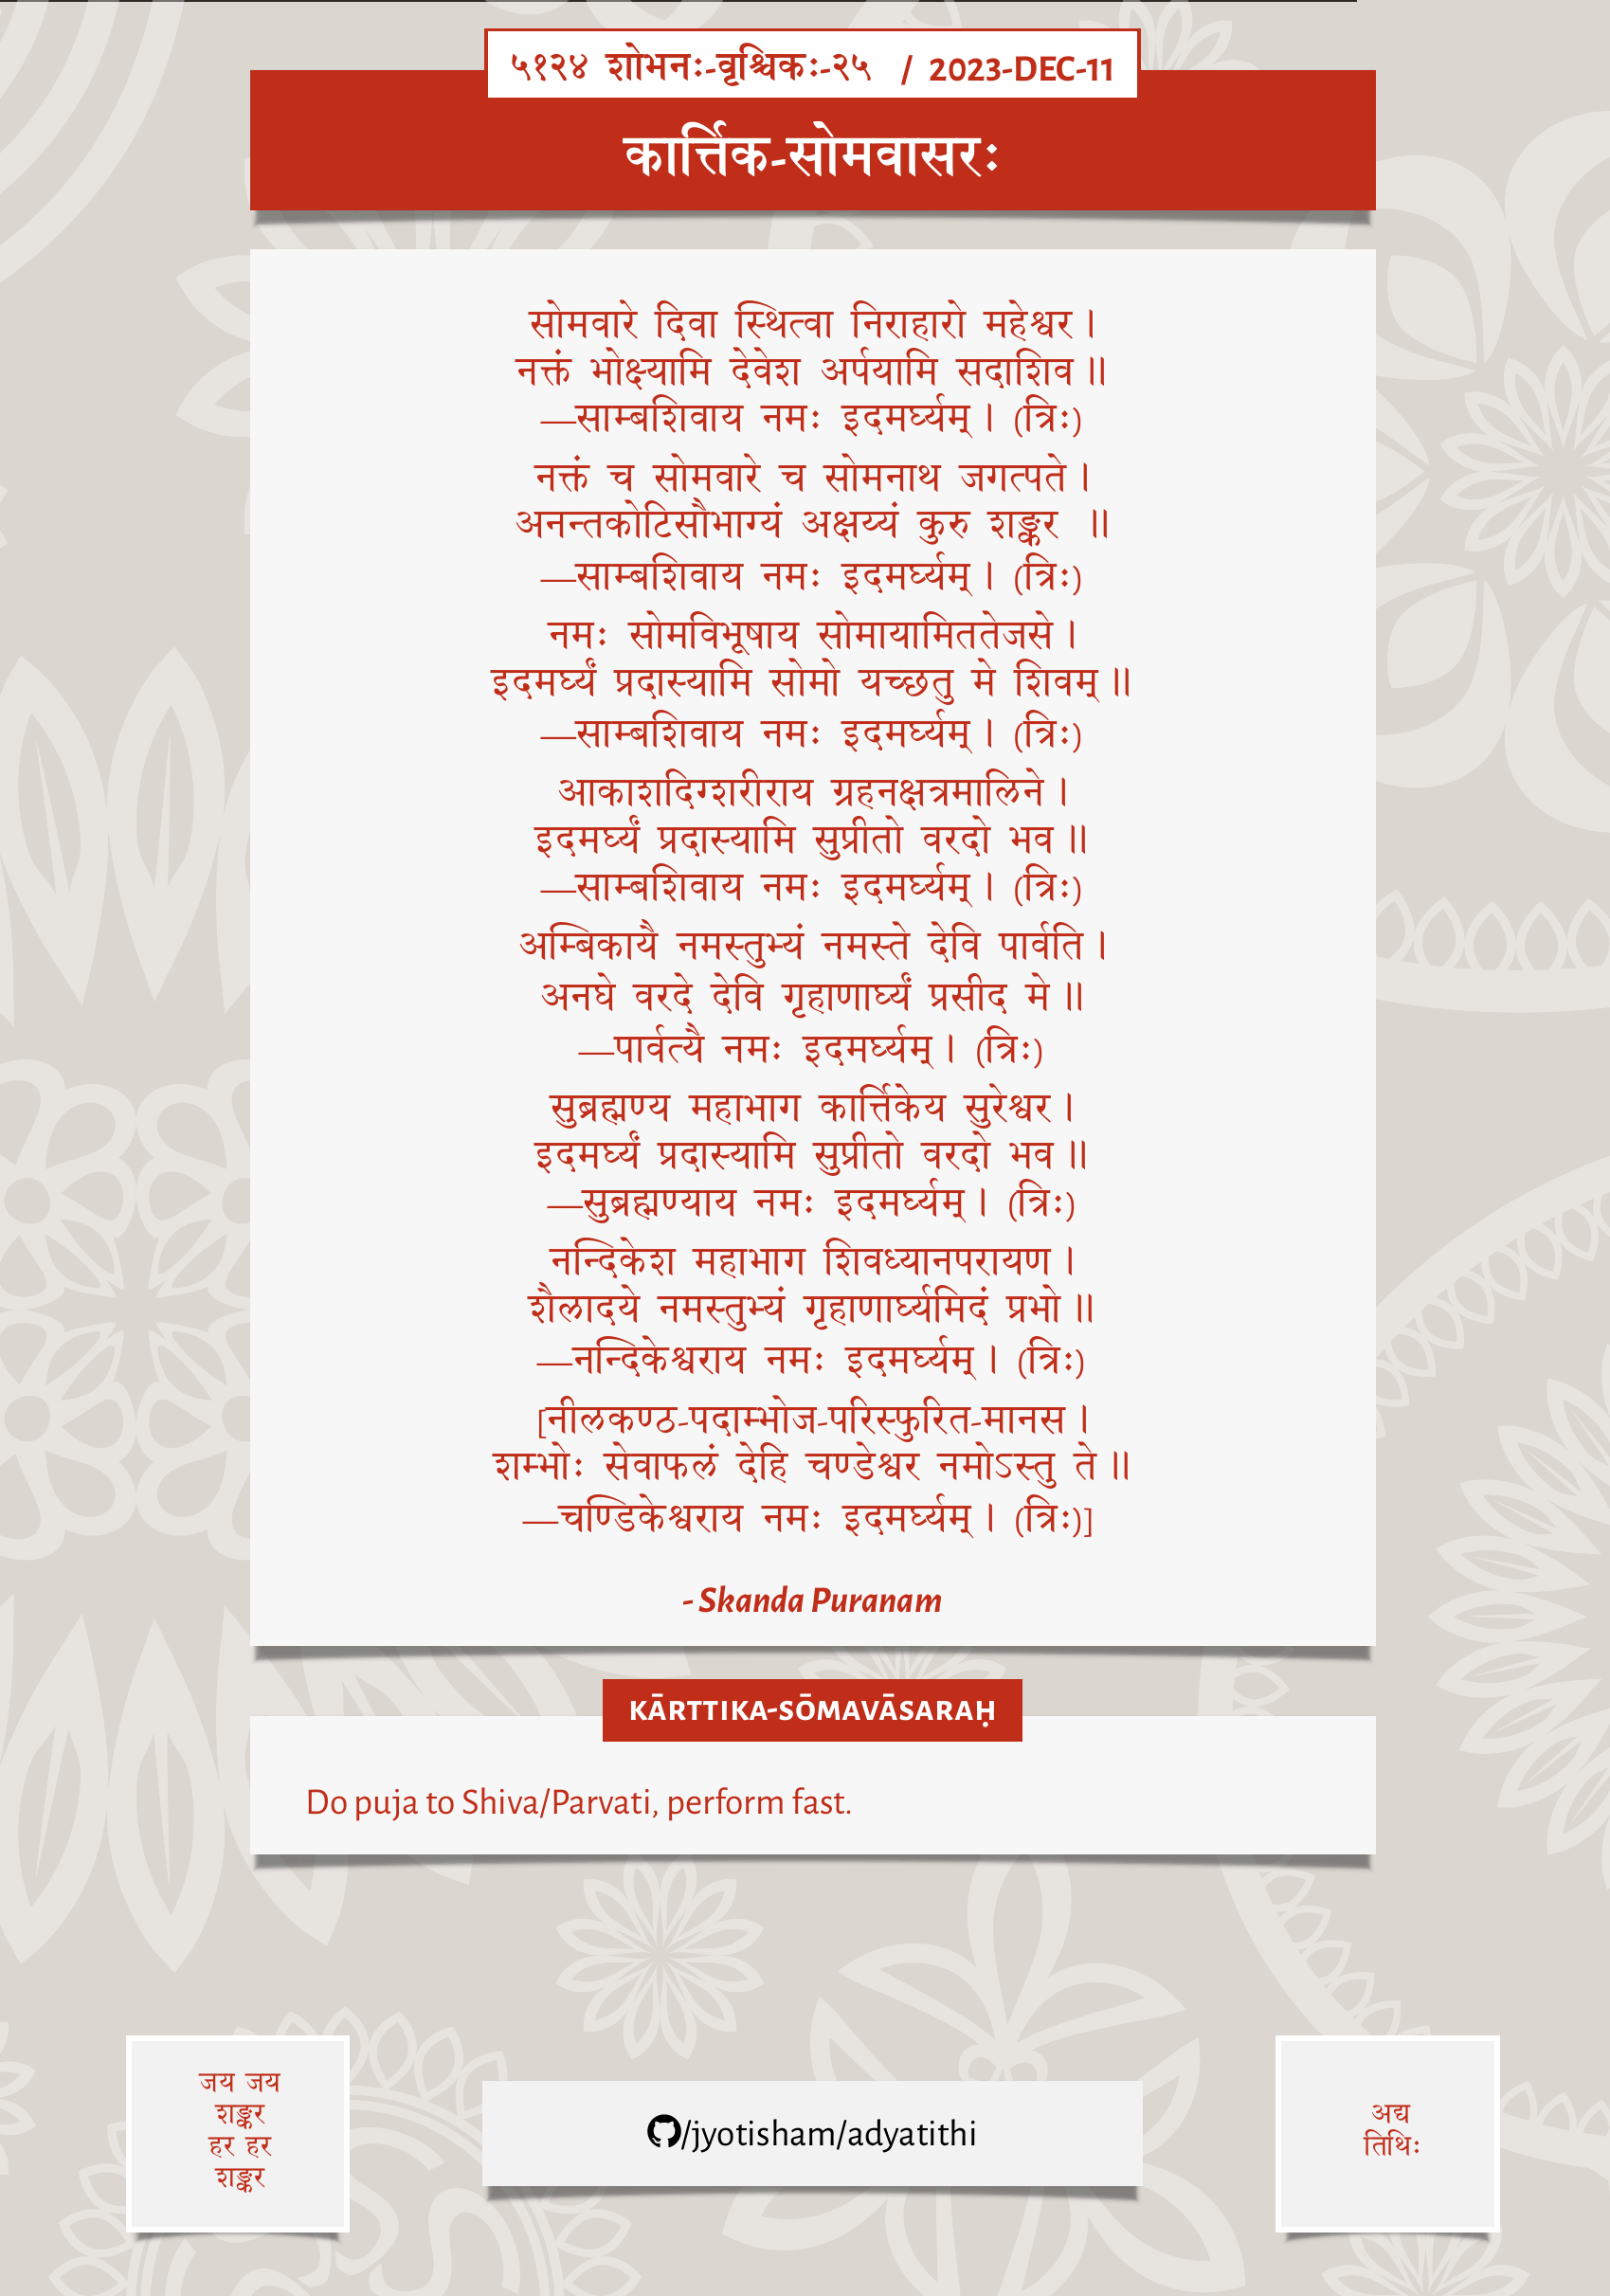 ५१२४ शोभनः-वृश्चिकः-२५ / 2023-DEC-11
कार्त्तिक-सोमवासरः
सोमवारे दिवा स्थित्वा निराहारो महेश्वर।
नक्तं भोक्ष्यामि देवेश अर्पयामि सदाशिव॥
—साम्बशिवाय नमः इदमर्घ्यम्। (त्रिः)
नक्तं च सोमवारे च सोमनाथ जगत्पते।
अनन्तकोटिसौभाग्यं अक्षय्यं कुरु शङ्कर ॥
—साम्बशिवाय नमः इदमर्घ्यम्। (त्रिः)
नमः सोमविभूषाय सोमायामिततेजसे।
इदमर्घ्यं प्रदास्यामि सोमो यच्छतु मे शिवम्॥
—साम्बशिवाय नमः इदमर्घ्यम्। (त्रिः)
आकाशदिग्शरीराय ग्रहनक्षत्रमालिने।
इदमर्घ्यं प्रदास्यामि सुप्रीतो वरदो भव॥
—साम्बशिवाय नमः इदमर्घ्यम्। (त्रिः)
अम्बिकायै नमस्तुभ्यं नमस्ते देवि पार्वति।
अनघे वरदे देवि गृहाणार्घ्यं प्रसीद मे॥
—पार्वत्यै नमः इदमर्घ्यम्। (त्रिः)
सुब्रह्मण्य महाभाग कार्त्तिकेय सुरेश्वर।
इदमर्घ्यं प्रदास्यामि सुप्रीतो वरदो भव॥
—सुब्रह्मण्याय नमः इदमर्घ्यम्। (त्रिः)
नन्दिकेश महाभाग शिवध्यानपरायण।
शैलादये नमस्तुभ्यं गृहाणार्घ्यमिदं प्रभो॥
—नन्दिकेश्वराय नमः इदमर्घ्यम्। (त्रिः)
[नीलकण्ठ-पदाम्भोज-परिस्फुरित-मानस।
शम्भोः सेवाफलं देहि चण्डेश्वर नमोऽस्तु ते॥
—चण्डिकेश्वराय नमः इदमर्घ्यम्। (त्रिः)]
- Skanda Puranam
KĀRTTIKA-SŌMAVĀSARAḤ
Do puja to Shiva/Parvati, perform fast.
जय जय
शङ्कर
हर हर
शङ्कर
/jyotisham/adyatithi
अद्य
तिथिः